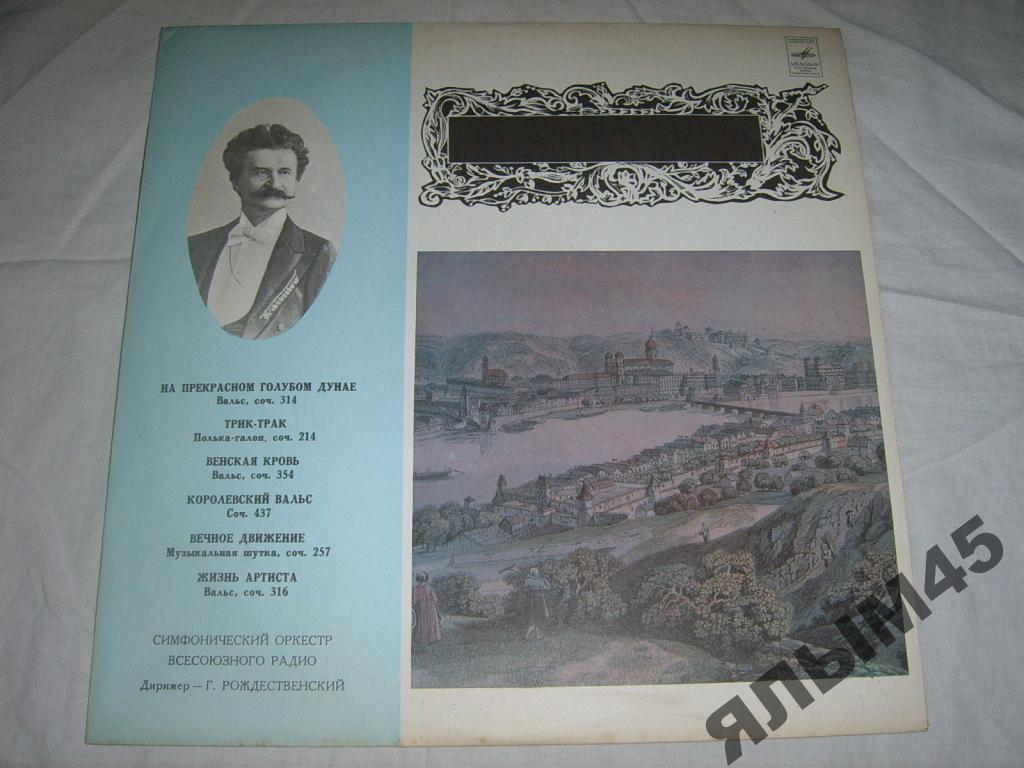 МЕЛОДИЯ
НА ПРЕКРАСНОМ ГОЛУБОМ ДУНАЕ
Вальс, соч. 314
ТРИК-ТРАК
Полька-галоп, соч. 214
ВЕНСКАЯ КРОВЬ
Вальс, соч. 354
КОРОЛЕВСКИЙ ВАЛЬС
Соч. 437
ВЕЧНОЕ ДВИЖЕНИЕ
Музыкальная шутка, соч. 257
ЖИЗНЬ АРТИСТА
Вальс, соч. 316
СИМФОНИЧЕСКИЙ ОРКЕСТР
ВСЕСОЮЗНОГО РАДИО
Дирижер — Г. РОЖДЕСТВЕНСКИЙ
ЯЛЫМ45